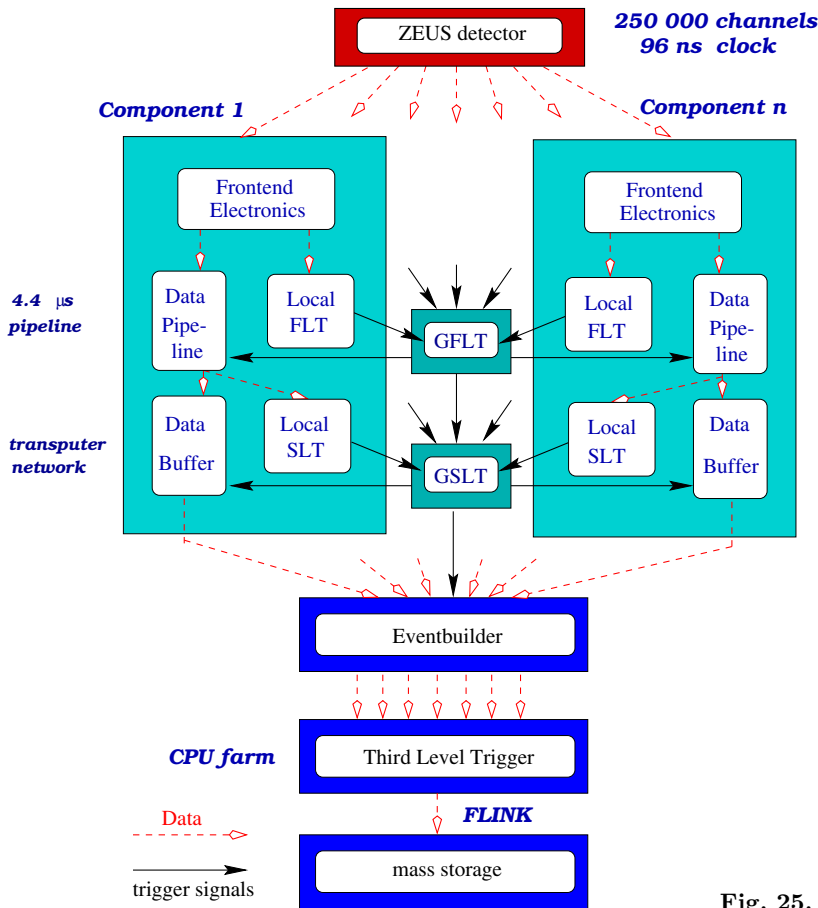 ZEUS detector
250 000 channels
96 ns clock
Component 1
Component n
Frontend
Electronics
Frontend
Electronics
4.4 μs
pipeline
Data
Pipe-
line
Local
FLT
GFLT
Local
FLT
Data
Pipe-
line
transputer
network
Data
Buffer
Local
SLT
GSLT
Local
SLT
Data
Buffer
Eventbuilder
CPU farm
Third Level Trigger
Data
FLINK
trigger signals
mass storage
Fig. 25.